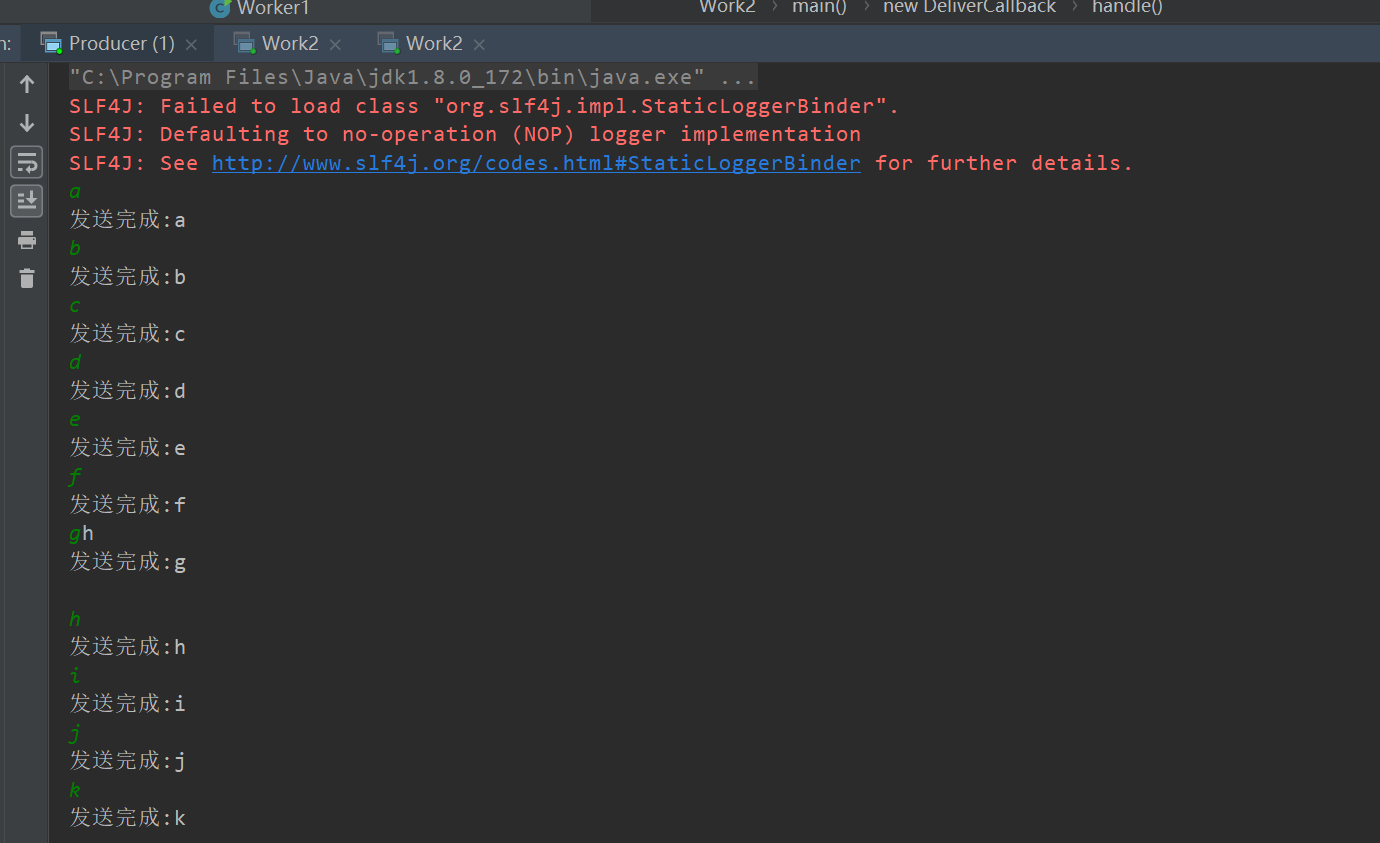 Worker1
Work2 > main() > new DeliverCallback > handle()
n: Producer (1) × Work2 × Work2 ×
"C:\Program Files\Java\jdk1.8.0_172\bin\java.exe" ...
SLF4J: Failed to load class "org.slf4j.impl.StaticLoggerBinder".
SLF4J: Defaulting to no-operation (NOP) logger implementation
SLF4J: See http://www.slf4j.org/codes.html#StaticLoggerBinder for further details.
a
发送完成:a
b
发送完成:b
c
发送完成:c
d
发送完成:d
e
发送完成:e
f
发送完成:f
gh
发送完成:g
h
发送完成:h
i
发送完成:i
j
发送完成:j
k
发送完成:k